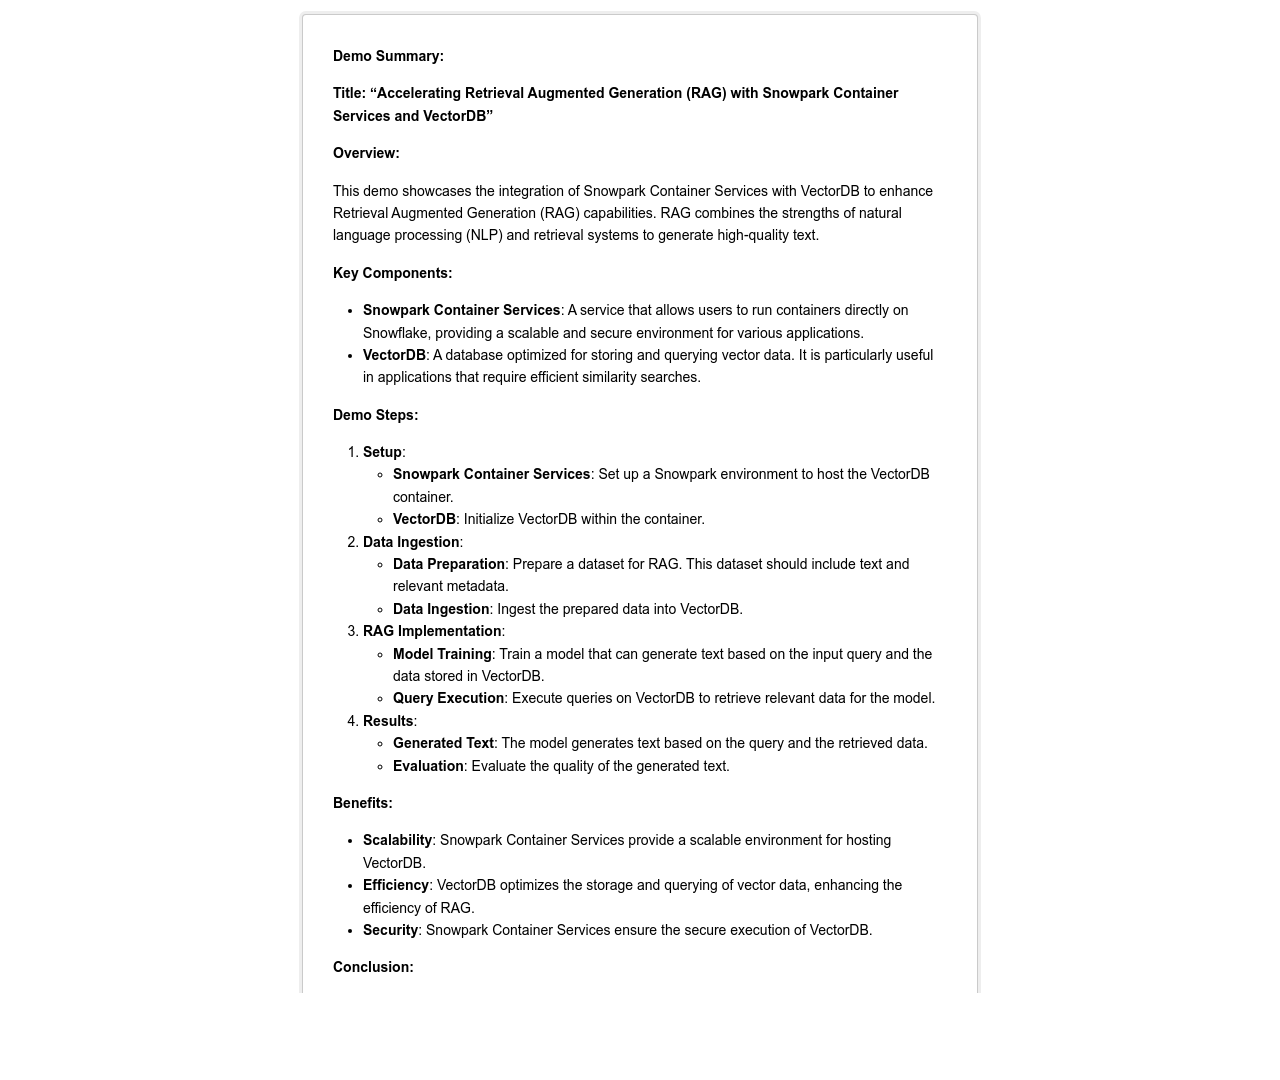 Demo Summary:
Title: “Accelerating Retrieval Augmented Generation (RAG) with Snowpark Container
Services and VectorDB”
Overview:
This demo showcases the integration of Snowpark Container Services with VectorDB to enhance
Retrieval Augmented Generation (RAG) capabilities. RAG combines the strengths of natural
language processing (NLP) and retrieval systems to generate high-quality text.
Key Components:
• Snowpark Container Services: A service that allows users to run containers directly on
Snowflake, providing a scalable and secure environment for various applications.
• VectorDB: A database optimized for storing and querying vector data. It is particularly useful
in applications that require efficient similarity searches.
Demo Steps:
1. Setup:
◦ Snowpark Container Services: Set up a Snowpark environment to host the VectorDB
container.
◦ VectorDB: Initialize VectorDB within the container.
2. Data Ingestion:
◦ Data Preparation: Prepare a dataset for RAG. This dataset should include text and
relevant metadata.
◦ Data Ingestion: Ingest the prepared data into VectorDB.
3. RAG Implementation:
◦ Model Training: Train a model that can generate text based on the input query and the
data stored in VectorDB.
◦ Query Execution: Execute queries on VectorDB to retrieve relevant data for the model.
4. Results:
◦ Generated Text: The model generates text based on the query and the retrieved data.
◦ Evaluation: Evaluate the quality of the generated text.
Benefits:
• Scalability: Snowpark Container Services provide a scalable environment for hosting
VectorDB.
• Efficiency: VectorDB optimizes the storage and querying of vector data, enhancing the
efficiency of RAG.
• Security: Snowpark Container Services ensure the secure execution of VectorDB.
Conclusion: